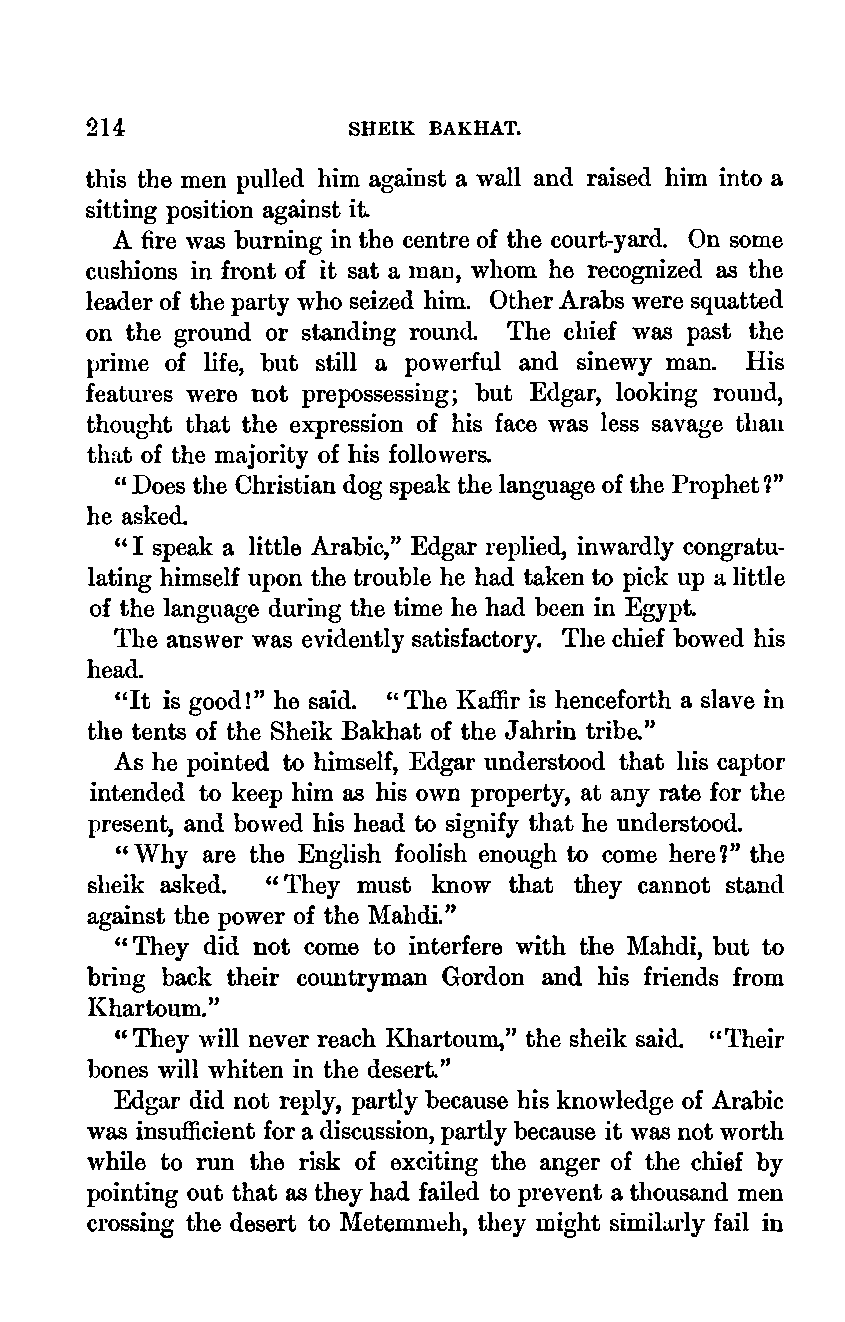 214 SHEIK BAKHAT.
this the men pulled him against a wall and raised him into a
sitting position against it.
A fire was burning in the centre of the court-yard. On some
cushions in front of it sat a man, whom he recognized as the
leader of the party who seized him. Other Arabs were squatted
on the ground or standing round. The chief was past the
prime of life, but still a powerful and sinewy man. His
features were not prepossessing; but Edgar, looking round,
thought that the expression of his face was less savage than
that of the majority of his followers.
“Does the Christian dog speak the language of the Prophet?”
he asked.
“I speak a little Arabic,” Edgar replied, inwardly congratu-
lating himself upon the trouble he had taken to pick up a little
of the language during the time he had been in Egypt.
The answer was evidently satisfactory. The chief bowed his
head.
“It is good!” he said. “The Kaffir is henceforth a slave in
the tents of the Sheik Bakhat of the Jahrin tribe.”
As he pointed to himself, Edgar understood that his captor
intended to keep him as his own property, at any rate for the
present, and bowed his head to signify that he understood.
“Why are the English foolish enough to come here?” the
sheik asked. “They must know that they cannot stand
against the power of the Mahdi.”
“They did not come to interfere with the Mahdi, but to
bring back their countryman Gordon and his friends from
Khartoum.”
“They will never reach Khartoum,” the sheik said. “Their
bones will whiten in the desert.”
Edgar did not reply, partly because his knowledge of Arabic
was insufficient for a discussion, partly because it was not worth
while to run the risk of exciting the anger of the chief by
pointing out that as they had failed to prevent a thousand men
crossing the desert to Metemmeh, they might similarly fail in